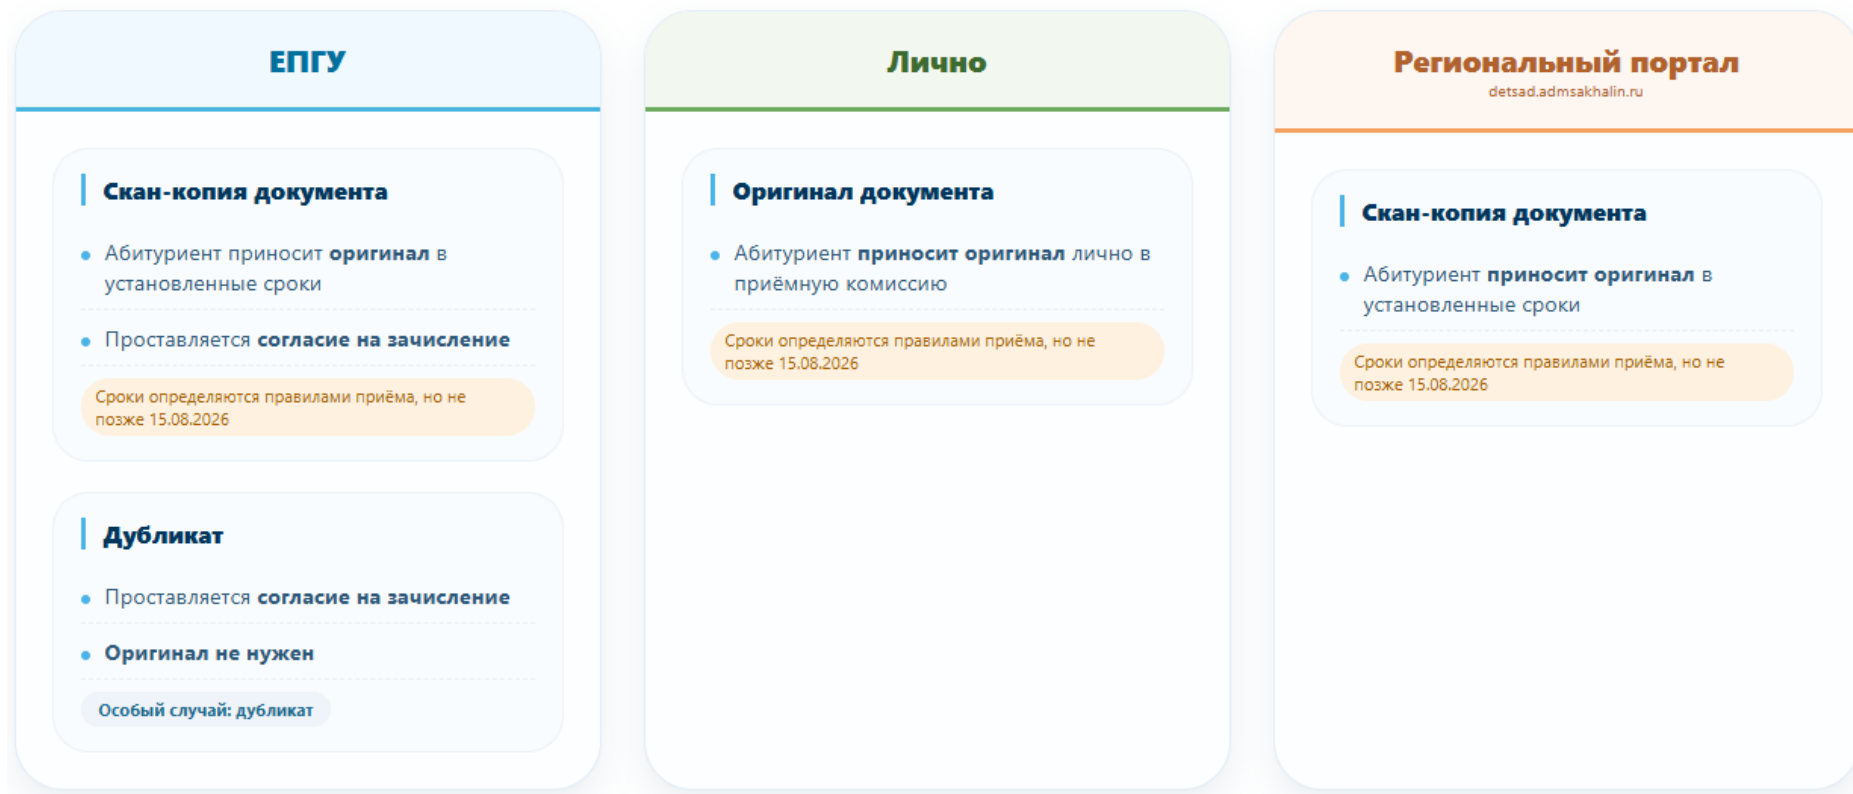 ЕПГУ
Скан-копия документа
Абитуриент приносит оригинал в
установленные сроки
Проставляется согласие на зачисление
Сроки определяются правилами приёма, но не
позже 15.08.2026
Дубликат
Проставляется согласие на зачисление
Оригинал не нужен
Особый случай: дубликат
Лично
Оригинал документа
Абитуриент приносит оригинал лично в
приёмную комиссию
Сроки определяются правилами приёма, но не
позже 15.08.2026
Региональный портал
detsad.admsakhalin.ru
Скан-копия документа
Абитуриент приносит оригинал в
установленные сроки
Сроки определяются правилами приёма, но не
позже 15.08.2026